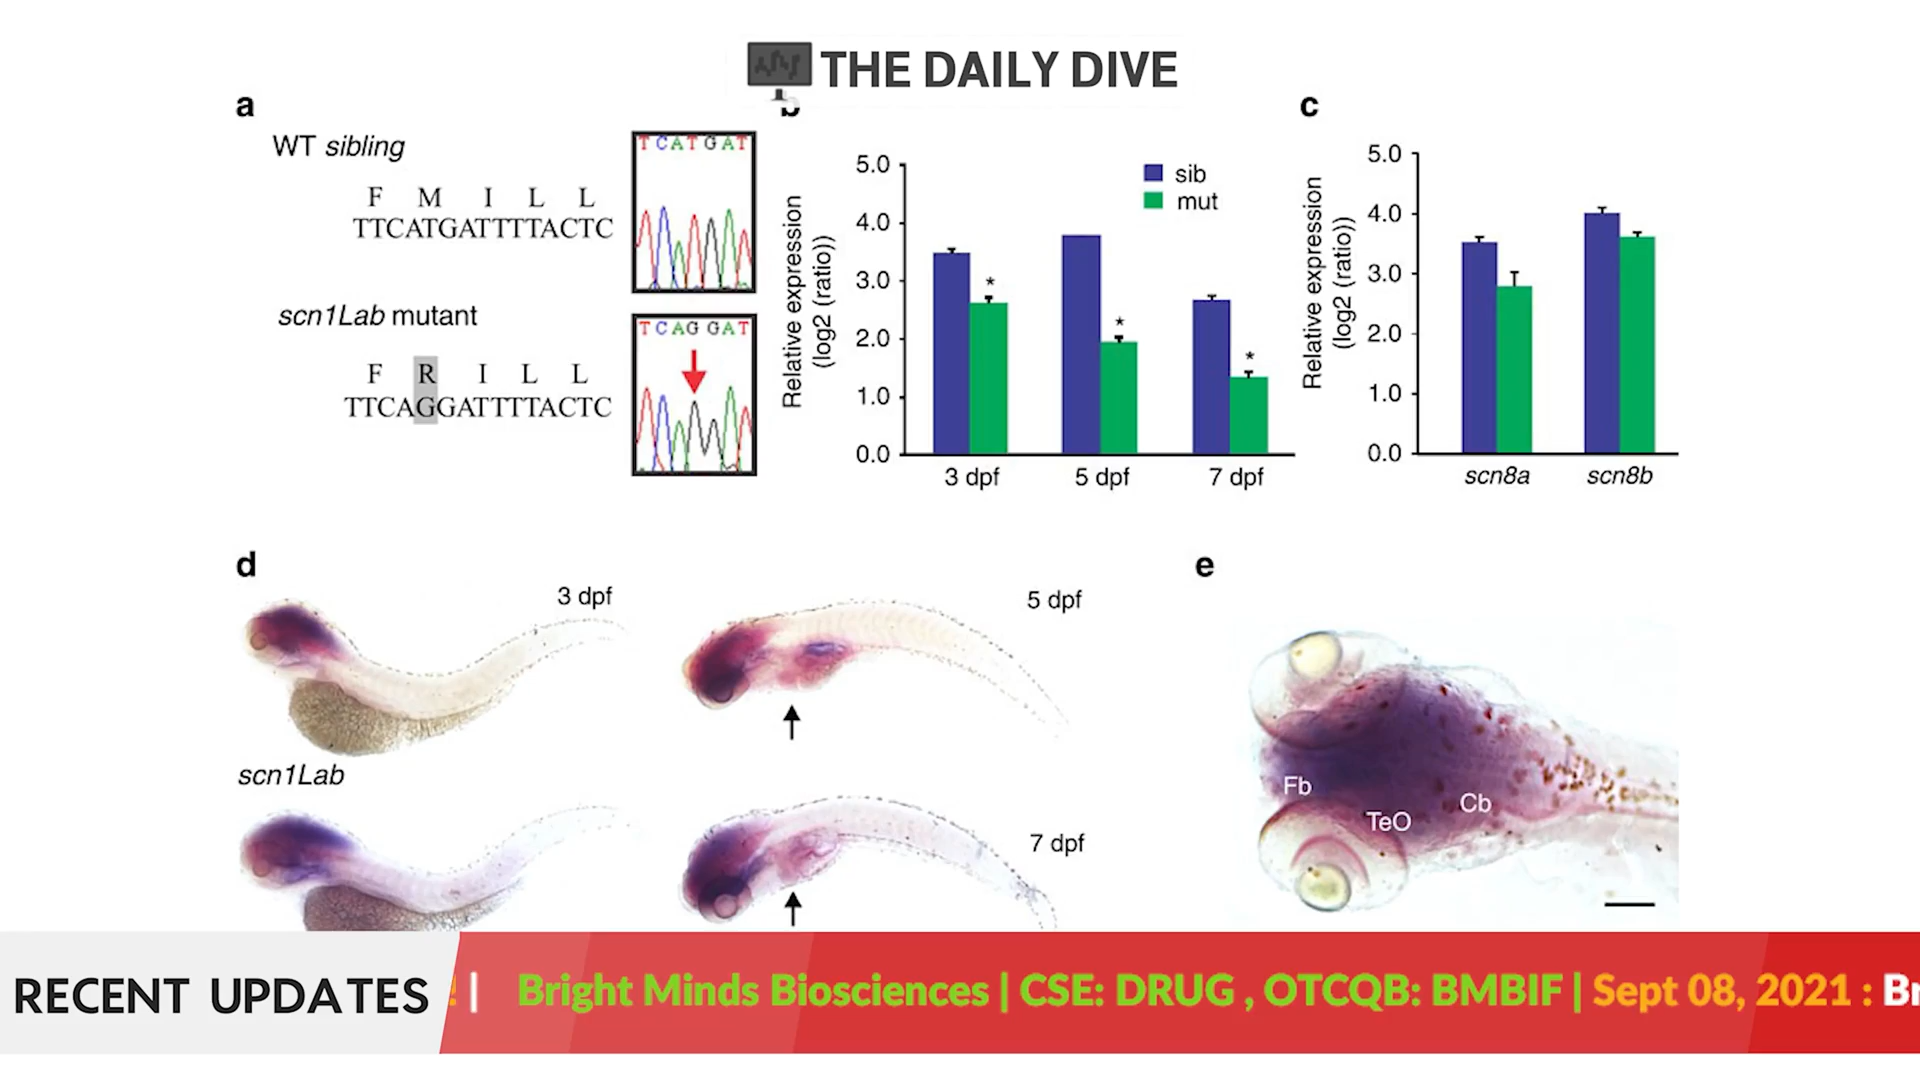 THE DAILY DIVE
a
WT sibling
F M I L L
TTCATGATTTTACTC
T C A T G A T
scn1Lab mutant
F R I L L
TTCAGGATTTTACTC
T C A G G A T
b
Relative expression
(log2 (ratio))
5.0
4.0
3.0
2.0
1.0
0.0
sib
mut
*
*
*
3 dpf
5 dpf
7 dpf
c
Relative expression
(log2 (ratio))
5.0
4.0
3.0
2.0
1.0
0.0
scn8a
scn8b
d
3 dpf
5 dpf
scn1Lab
7 dpf
e
Fb
TeO
Cb
RECENT UPDATES
! | Bright Minds Biosciences | CSE: DRUG , OTCQB: BMBIF | Sept 08, 2021 : Br